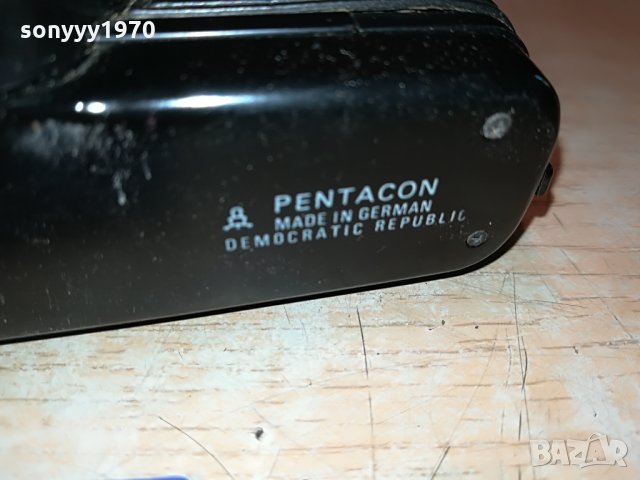 sonyyy1970
PENTACON
MADE IN GERMAN
DEMOCRATIC REPUBLIC
BAZAR